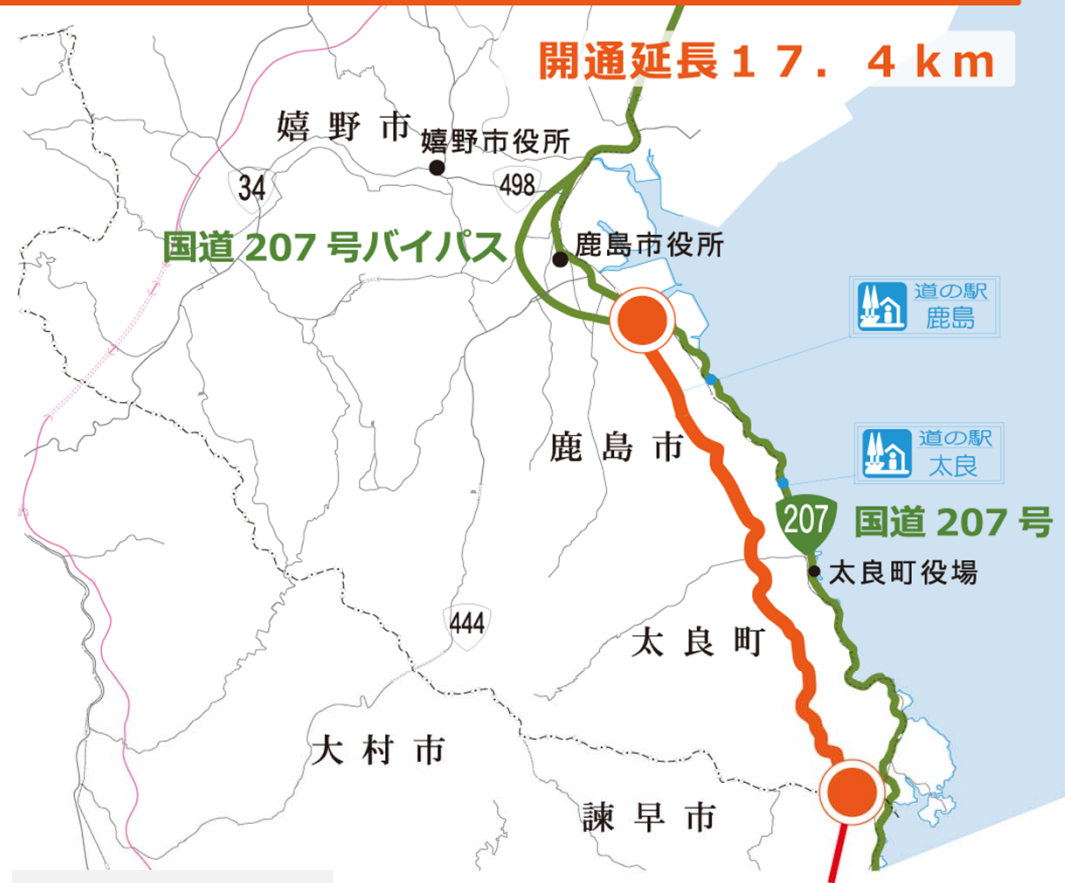 開通延長１７．４ｋｍ
嬉野市
嬉野市役所
34
498
国道207号バイパス
鹿島市役所
道の駅
鹿島
鹿島市
道の駅
太良
207
国道207号
太良町役場
444
太良町
大村市
諫早市